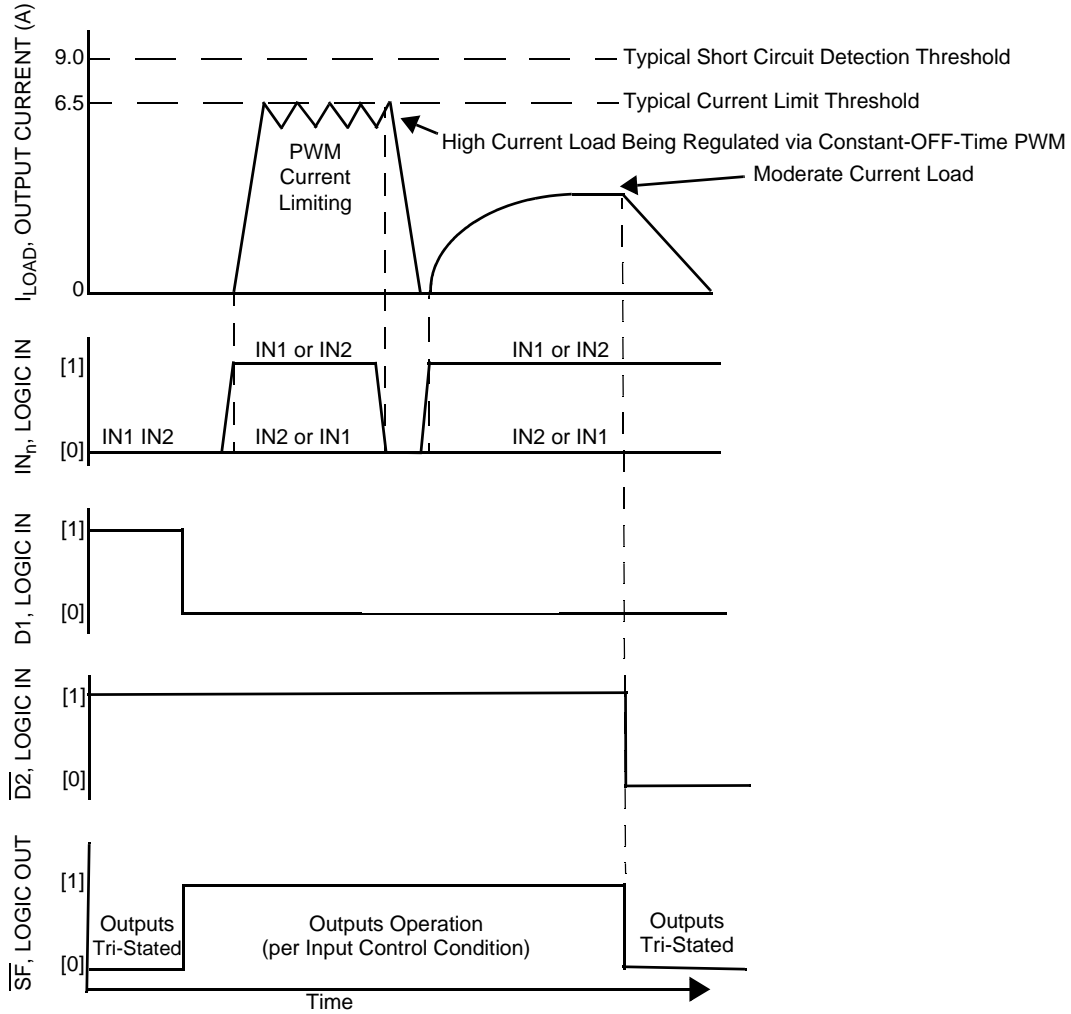 I_LOAD, OUTPUT CURRENT (A)
9.0
Typical Short Circuit Detection Threshold
6.5
Typical Current Limit Threshold
High Current Load Being Regulated via Constant-OFF-Time PWM
PWM
Current
Limiting
Moderate Current Load
0
IN_n, LOGIC IN
[1]
IN1 or IN2
IN1 or IN2
[0]
IN1 IN2
IN2 or IN1
IN2 or IN1
D1, LOGIC IN
[1]
[0]
D̅2̅, LOGIC IN
[1]
[0]
S̅F̅, LOGIC OUT
[1]
[0]
Outputs
Tri-Stated
Outputs Operation
(per Input Control Condition)
Outputs
Tri-Stated
Time